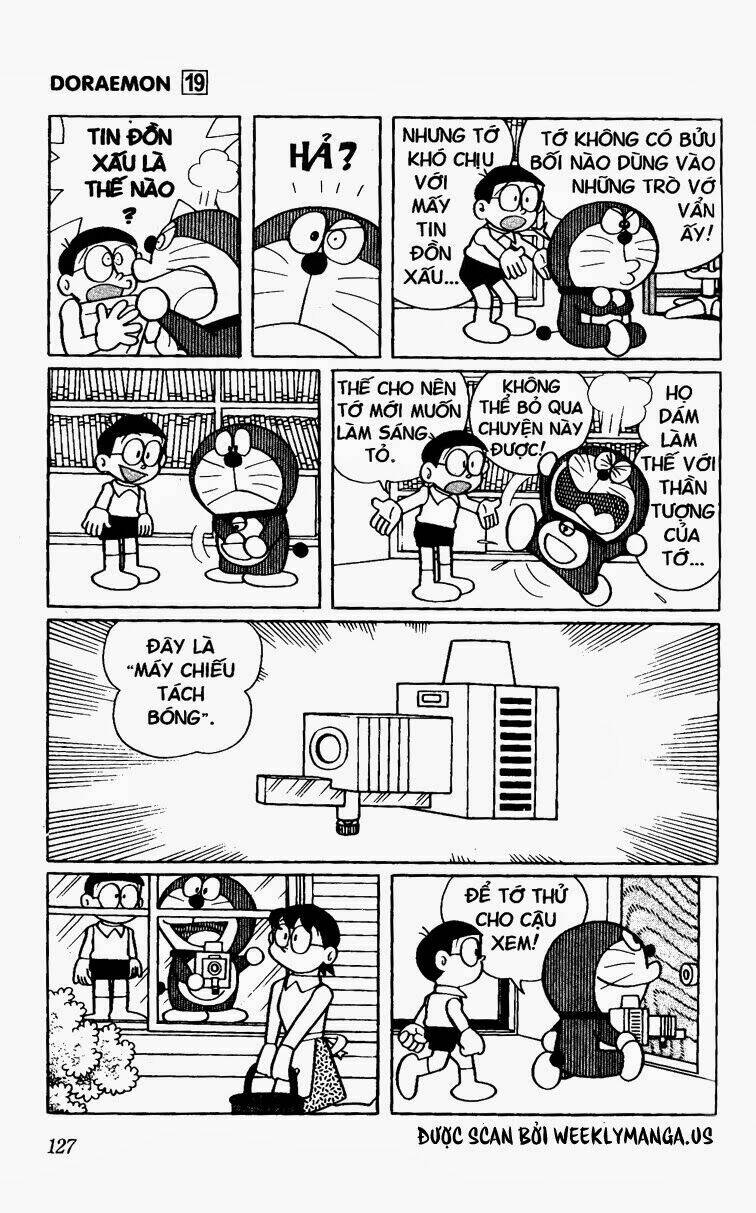 DORAEMON 19
TỚ KHÔNG CÓ BỬU
BỐI NÀO DÙNG VÀO
NHỮNG TRÒ VỚ
VẨN
ẤY!
NHƯNG TỚ
KHÓ CHỊU
VỚI
MẤY
TIN
ĐỒN
XẤU...
HẢ?
TIN ĐỒN
XẤU LÀ
THẾ NÀO
?
HỌ
DÁM
LÀM
THẾ VỚI
THẦN
TƯỢNG
CỦA
TỚ...
KHÔNG
THỂ BỎ QUA
CHUYỆN NÀY
ĐƯỢC!
THẾ CHO NÊN
TỚ MỚI MUỐN
LÀM SÁNG
TỎ.
ĐÂY LÀ
"MÁY CHIẾU
TÁCH
BÓNG".
ĐỂ TỚ THỬ
CHO CẬU
XEM!
127
ĐƯỢC SCAN BỞI WEEKLYMANGA.US